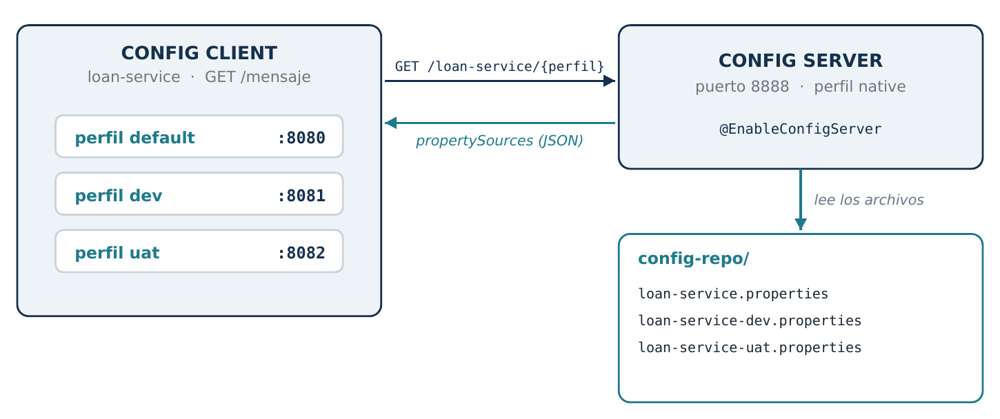 CONFIG CLIENT
loan-service · GET /mensaje
perfil default :8080
perfil dev :8081
perfil uat :8082
GET /loan-service/{perfil}
propertySources (JSON)
CONFIG SERVER
puerto 8888 · perfil native
@EnableConfigServer
lee los archivos
config-repo/
loan-service.properties
loan-service-dev.properties
loan-service-uat.properties